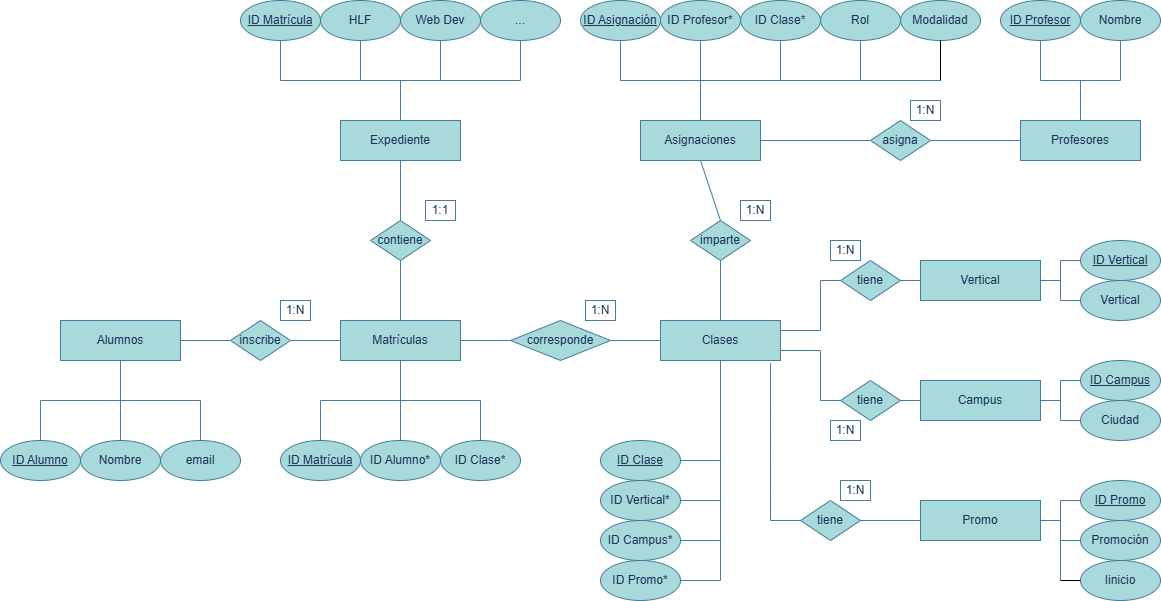 ID Matrícula
HLF
Web Dev
...
ID Asignación
ID Profesor*
ID Clase*
Rol
Modalidad
ID Profesor
Nombre
1:N
Expediente
Asignaciones
asigna
Profesores
1:1
1:N
contiene
imparte
1:N
ID Vertical
tiene
Vertical
Vertical
1:N
1:N
Alumnos
inscribe
Matrículas
corresponde
Clases
ID Campus
tiene
Campus
Ciudad
1:N
ID Alumno
Nombre
email
ID Matrícula
ID Alumno*
ID Clase*
ID Clase
1:N
ID Vertical*
ID Promo
tiene
Promo
ID Campus*
Promoción
ID Promo*
Iinicio